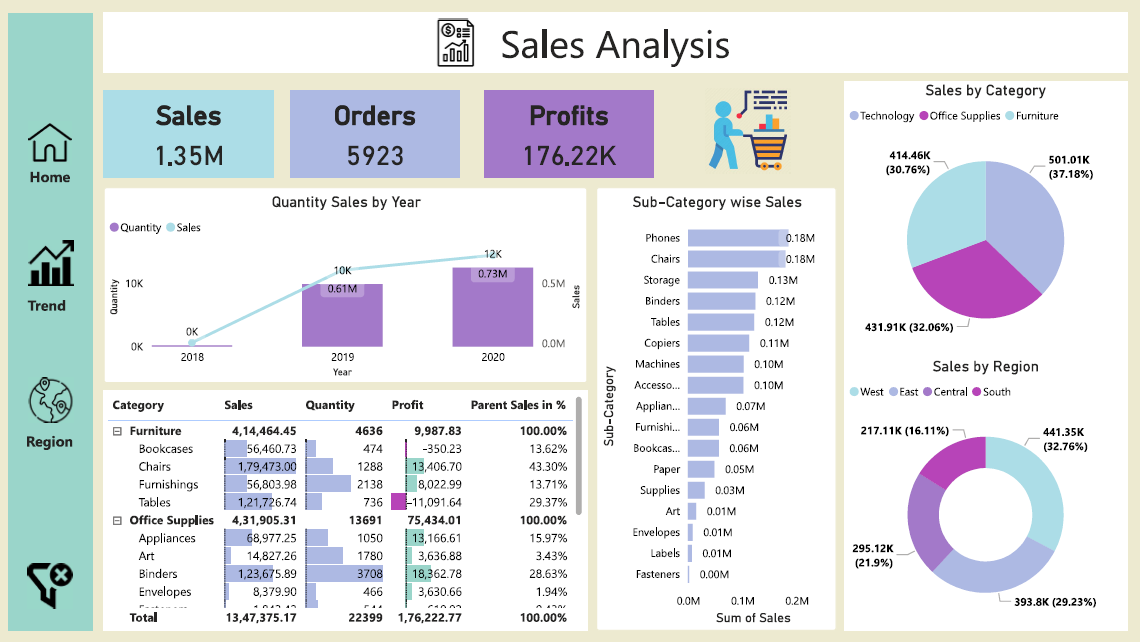 Sales Analysis
Home
Trend
Region
Sales
1.35M
Orders
5923
Profits
176.22K
Quantity Sales by Year
Quantity Sales
Quantity
10K
0K
0K
10K
0.61M
12K
0.73M
0.5M
0.0M
Sales
2018 2019 2020
Year
Category Sales Quantity Profit Parent Sales in %
Furniture 4,14,464.45 4636 9,987.83 100.00%
Bookcases 56,460.73 474 -350.23 13.62%
Chairs 1,79,473.00 1288 13,406.70 43.30%
Furnishings 56,803.98 2138 8,022.99 13.71%
Tables 1,21,726.74 736 -11,091.64 29.37%
Office Supplies 4,31,905.31 13691 75,434.01 100.00%
Appliances 68,977.25 1050 13,166.61 15.97%
Art 14,827.26 1780 3,636.88 3.43%
Binders 1,23,675.89 3708 18,362.78 28.63%
Envelopes 8,379.90 466 3,630.66 1.94%
Total 13,47,375.17 22399 1,76,222.77 100.00%
Sub-Category wise Sales
Sub-Category
Phones 0.18M
Chairs 0.18M
Storage 0.13M
Binders 0.12M
Tables 0.12M
Copiers 0.11M
Machines 0.10M
Accesso... 0.10M
Applian... 0.07M
Furnishi... 0.06M
Bookcas... 0.06M
Paper 0.05M
Supplies 0.03M
Art 0.01M
Envelopes 0.01M
Labels 0.01M
Fasteners 0.00M
0.0M 0.1M 0.2M
Sum of Sales
Sales by Category
Technology Office Supplies Furniture
414.46K
(30.76%)
501.01K
(37.18%)
431.91K (32.06%)
Sales by Region
West East Central South
217.11K (16.11%)
441.35K
(32.76%)
295.12K
(21.9%)
393.8K (29.23%)